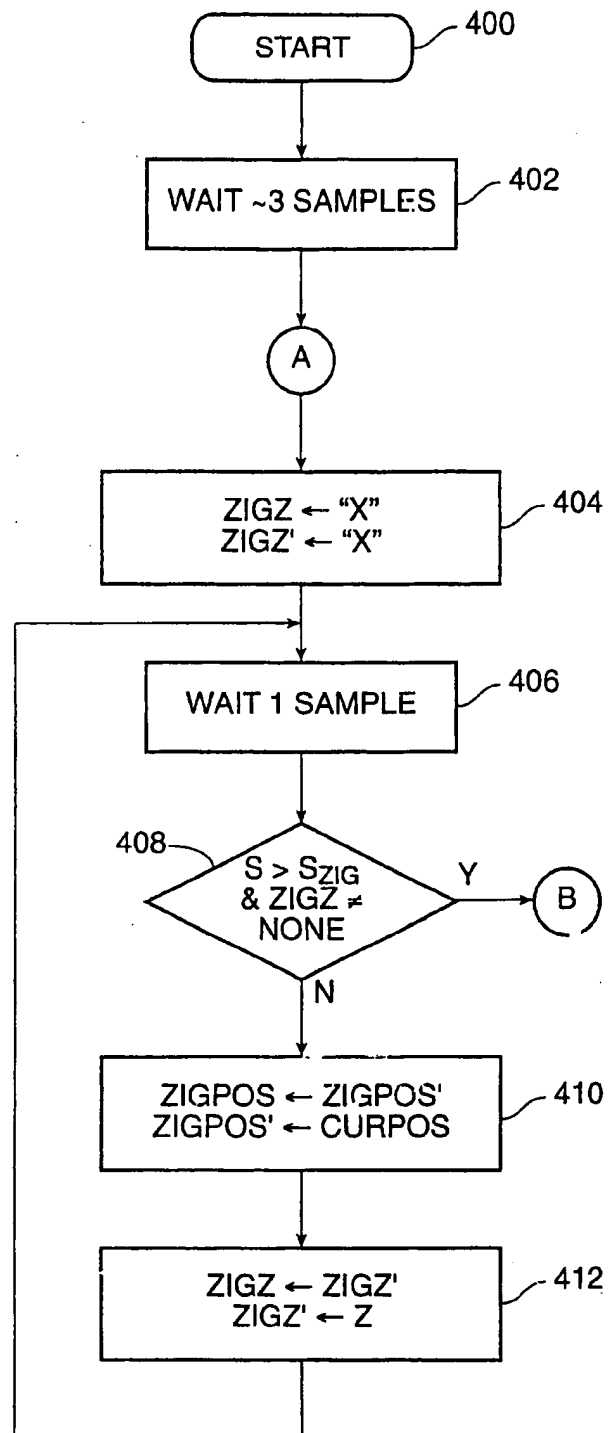 START
400
WAIT ~3 SAMPLES
402
A
ZIGZ ← “X”
ZIGZ' ← “X”
404
WAIT 1 SAMPLE
406
408
S > SZIG
& ZIGZ ≠
NONE
Y
B
N
ZIGPOS ← ZIGPOS'
ZIGPOS' ← CURPOS
410
ZIGZ ← ZIGZ'
ZIGZ' ← Z
412